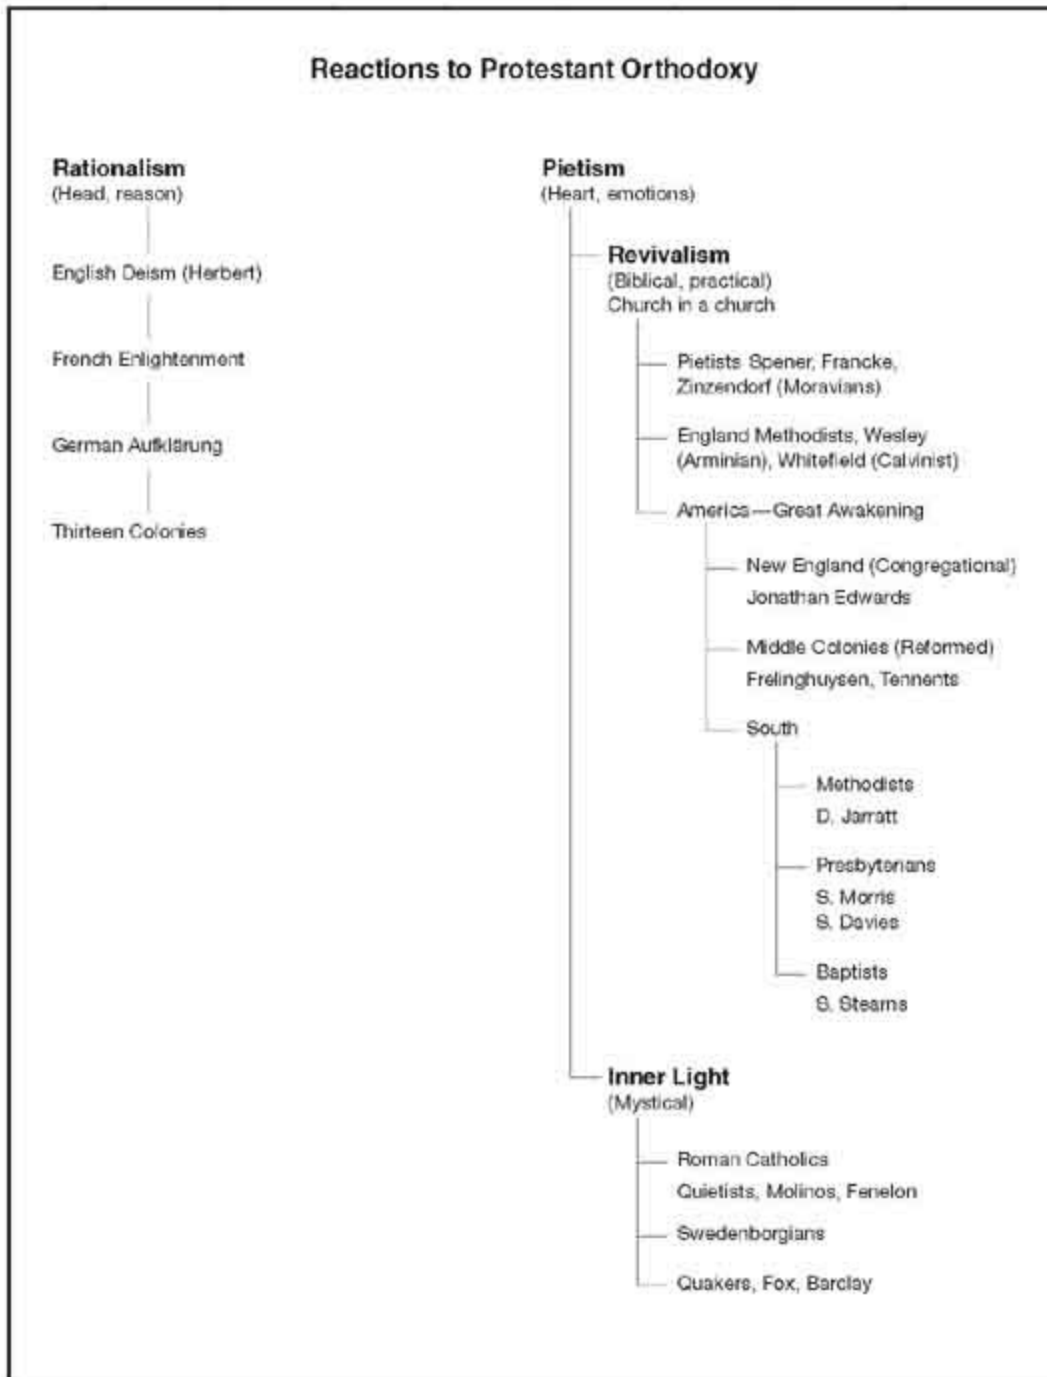 Reactions to Protestant Orthodoxy
Rationalism
(Head, reason)
English Deism (Herbert)
French Enlightenment
German Aufklärung
Thirteen Colonies
Pietism
(Heart, emotions)
Revivalism
(Biblical, practical)
Church in a church
Pietists Spener, Francke,
Zinzendorf (Moravians)
England Methodists, Wesley
(Arminian), Whitefield (Calvinist)
America—Great Awakening
New England (Congregational)
Jonathan Edwards
Middle Colonies (Reformed)
Frelinghuysen, Tennents
South
Methodists
D. Jarratt
Presbyterians
S. Morris
S. Davies
Baptists
S. Stearns
Inner Light
(Mystical)
Roman Catholics
Quietists, Molinos, Fenelon
Swedenborgians
Quakers, Fox, Barclay